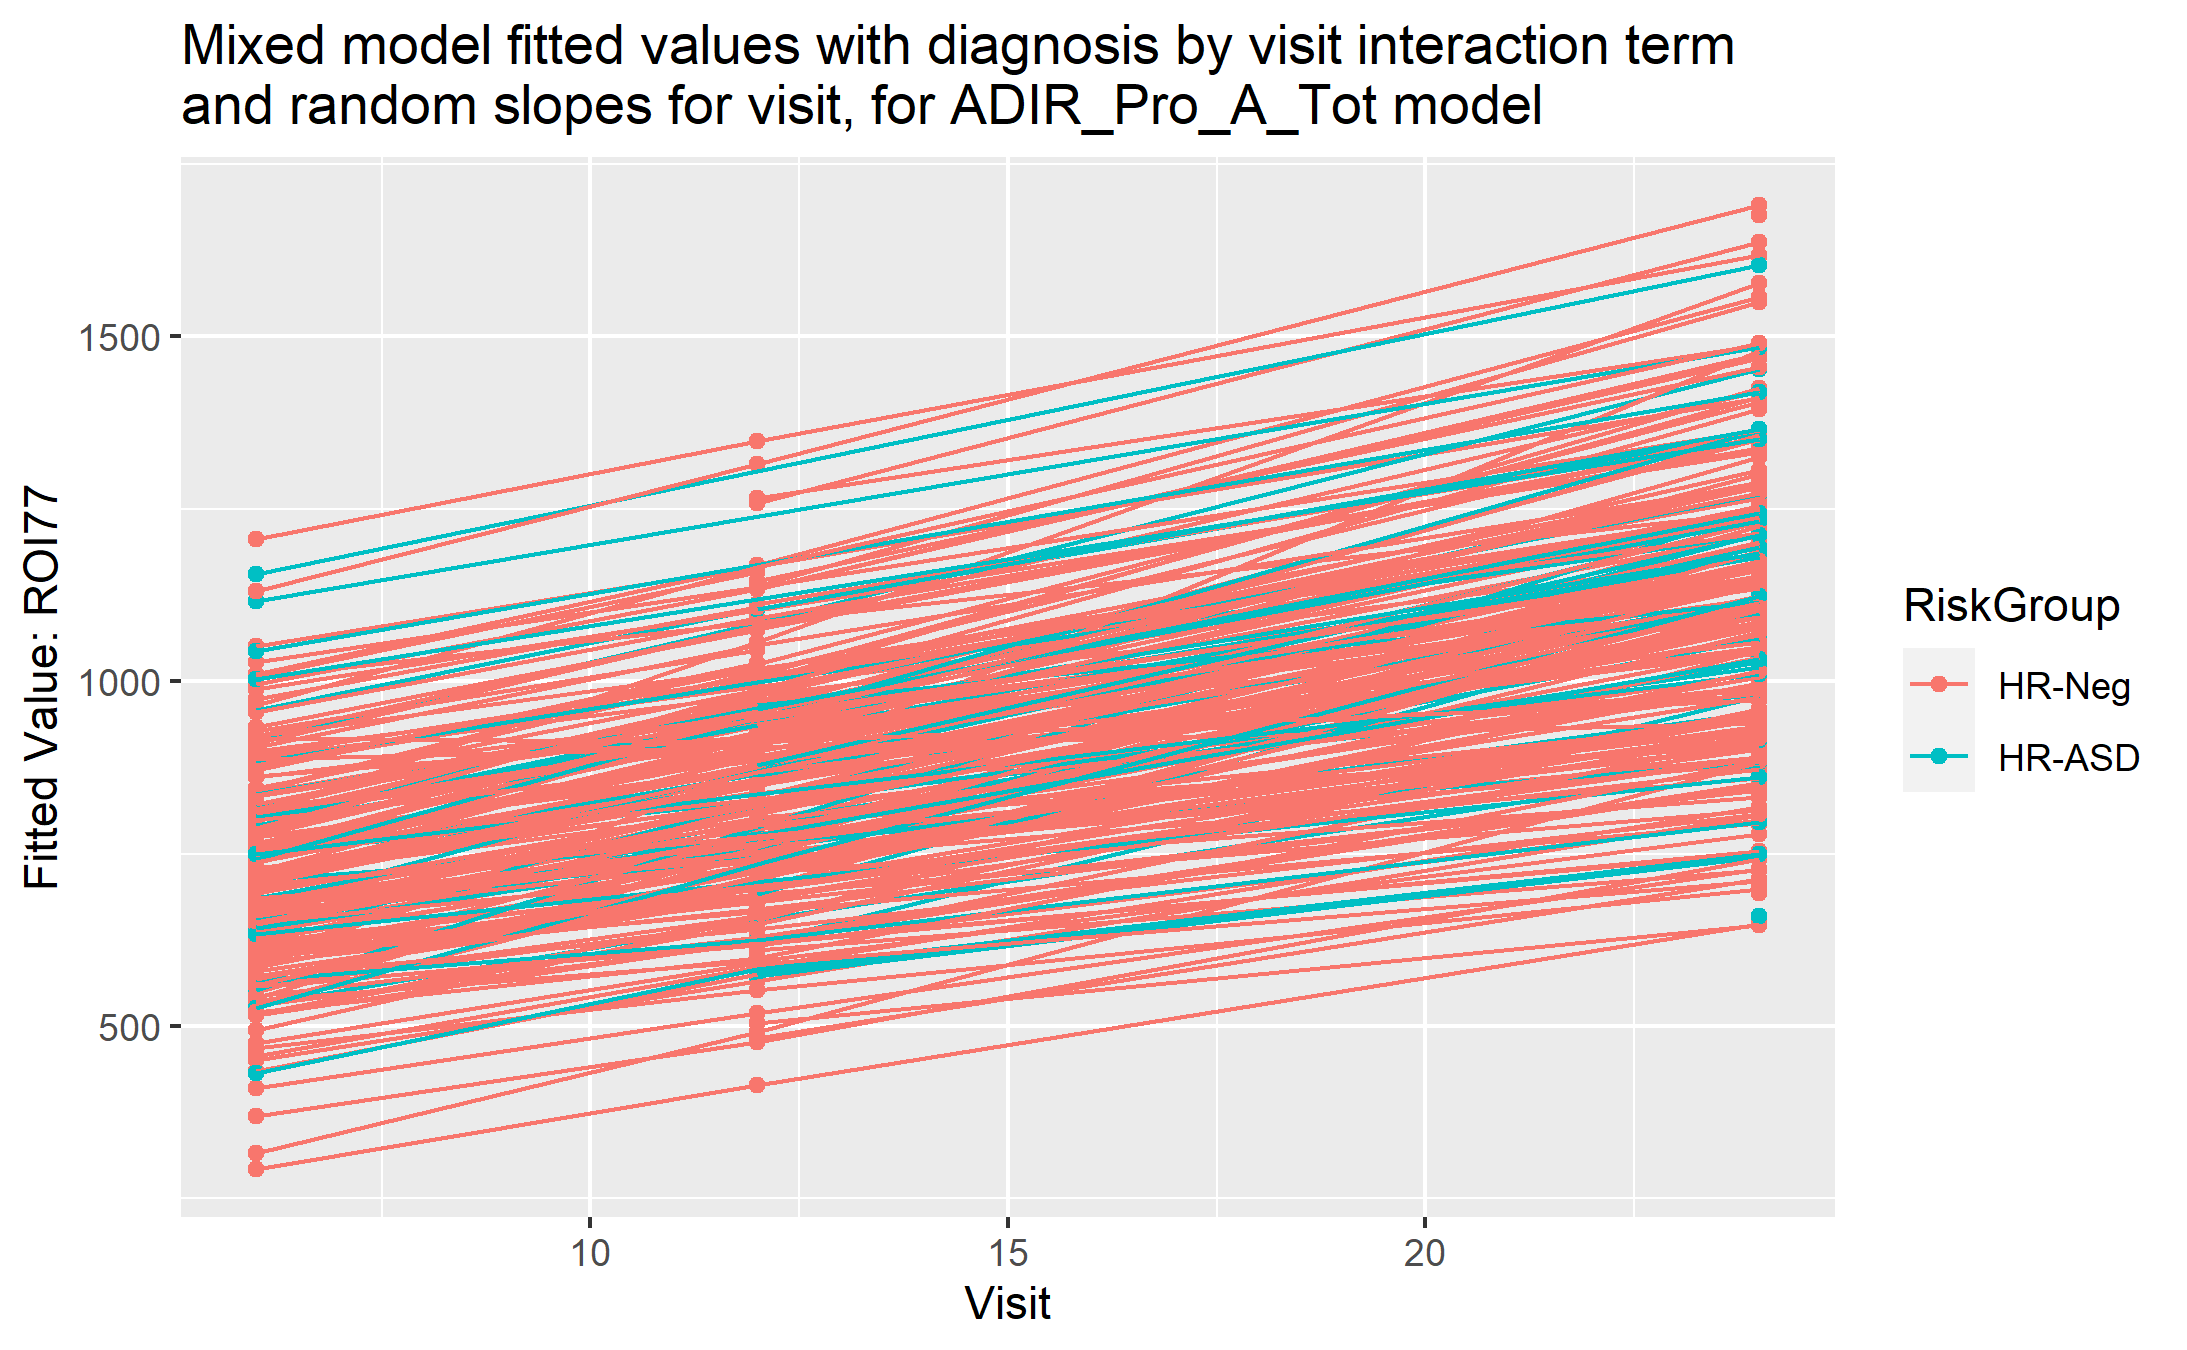 Mixed model fitted values with diagnosis by visit interaction term
and random slopes for visit, for ADIR_Pro_A_Tot model
Fitted Value: ROI77
1500
1000
500
10
15
20
Visit
RiskGroup
HR-Neg
HR-ASD